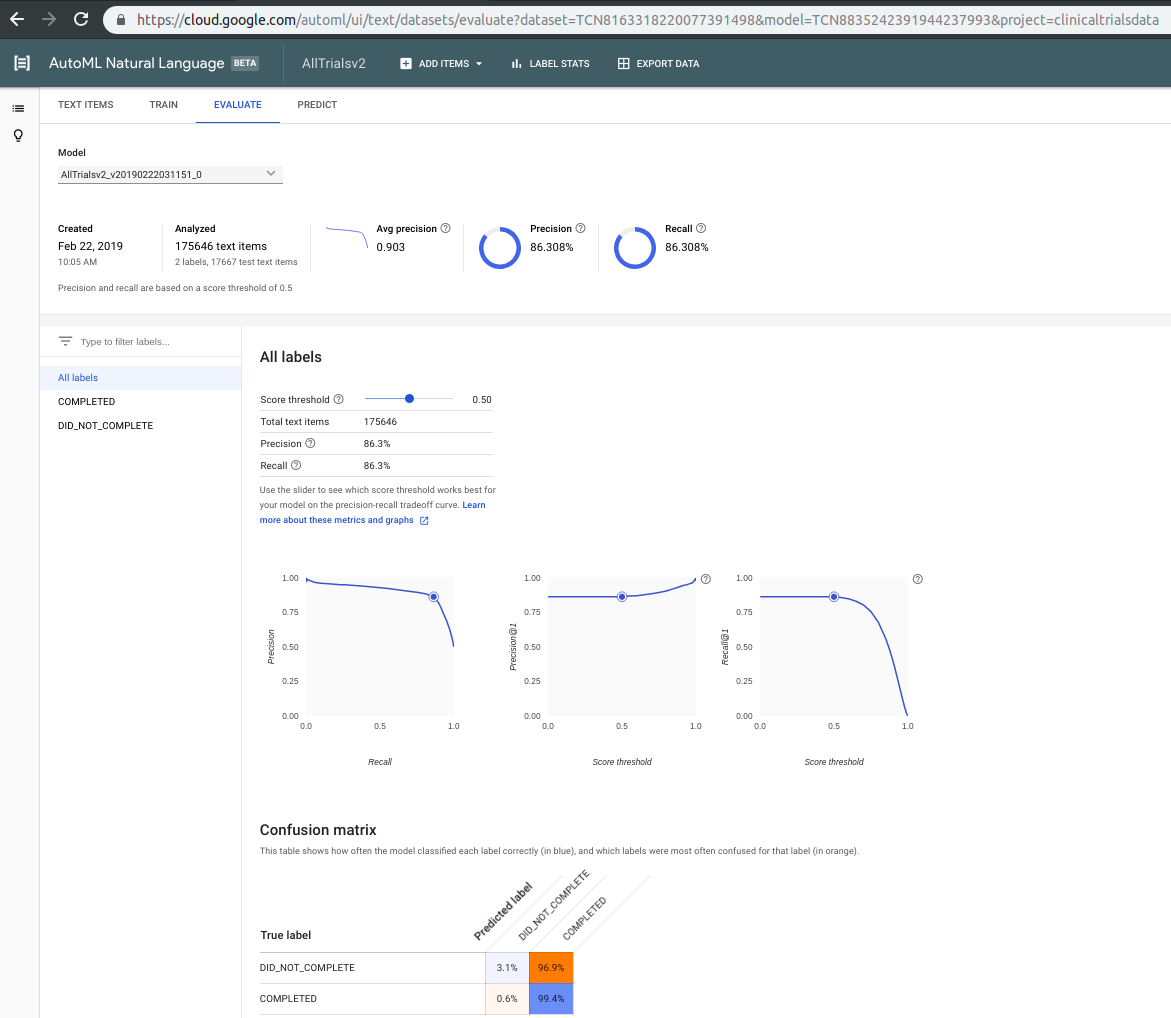 https://cloud.google.com/automl/ui/text/datasets/evaluate?dataset=TCN8163318220077391498&model=TCN8835242391944237993&project=clinicaltrialsdata
AutoML Natural Language BETA AllTrialsv2 ADD ITEMS LABEL STATS EXPORT DATA
TEXT ITEMS TRAIN EVALUATE PREDICT
Model
AllTrialsv2_v20190222031151_0
Created Analyzed Avg precision Precision Recall
Feb 22, 2019 175646 text items 0.903 86.308% 86.308%
10:05 AM 2 labels, 17667 test text items
Precision and recall are based on a score threshold of 0.5
Type to filter labels...
All labels
COMPLETED
DID_NOT_COMPLETE
All labels
Score threshold 0.50
Total text items 175646
Precision 86.3%
Recall 86.3%
Use the slider to see which score threshold works best for
your model on the precision-recall tradeoff curve. Learn
more about these metrics and graphs
Precision
1.00
0.75
0.50
0.25
0.00
0.0 0.5 1.0
Recall
Precision@1
1.00
0.75
0.50
0.25
0.00
0.0 0.5 1.0
Score threshold
Recall@1
1.00
0.75
0.50
0.25
0.00
0.0 0.5 1.0
Score threshold
Confusion matrix
This table shows how often the model classified each label correctly (in blue), and which labels were most often confused for that label (in orange).
Predicted label
DID_NOT_COMPLETE
COMPLETED
True label
DID_NOT_COMPLETE 3.1% 96.9%
COMPLETED 0.6% 99.4%